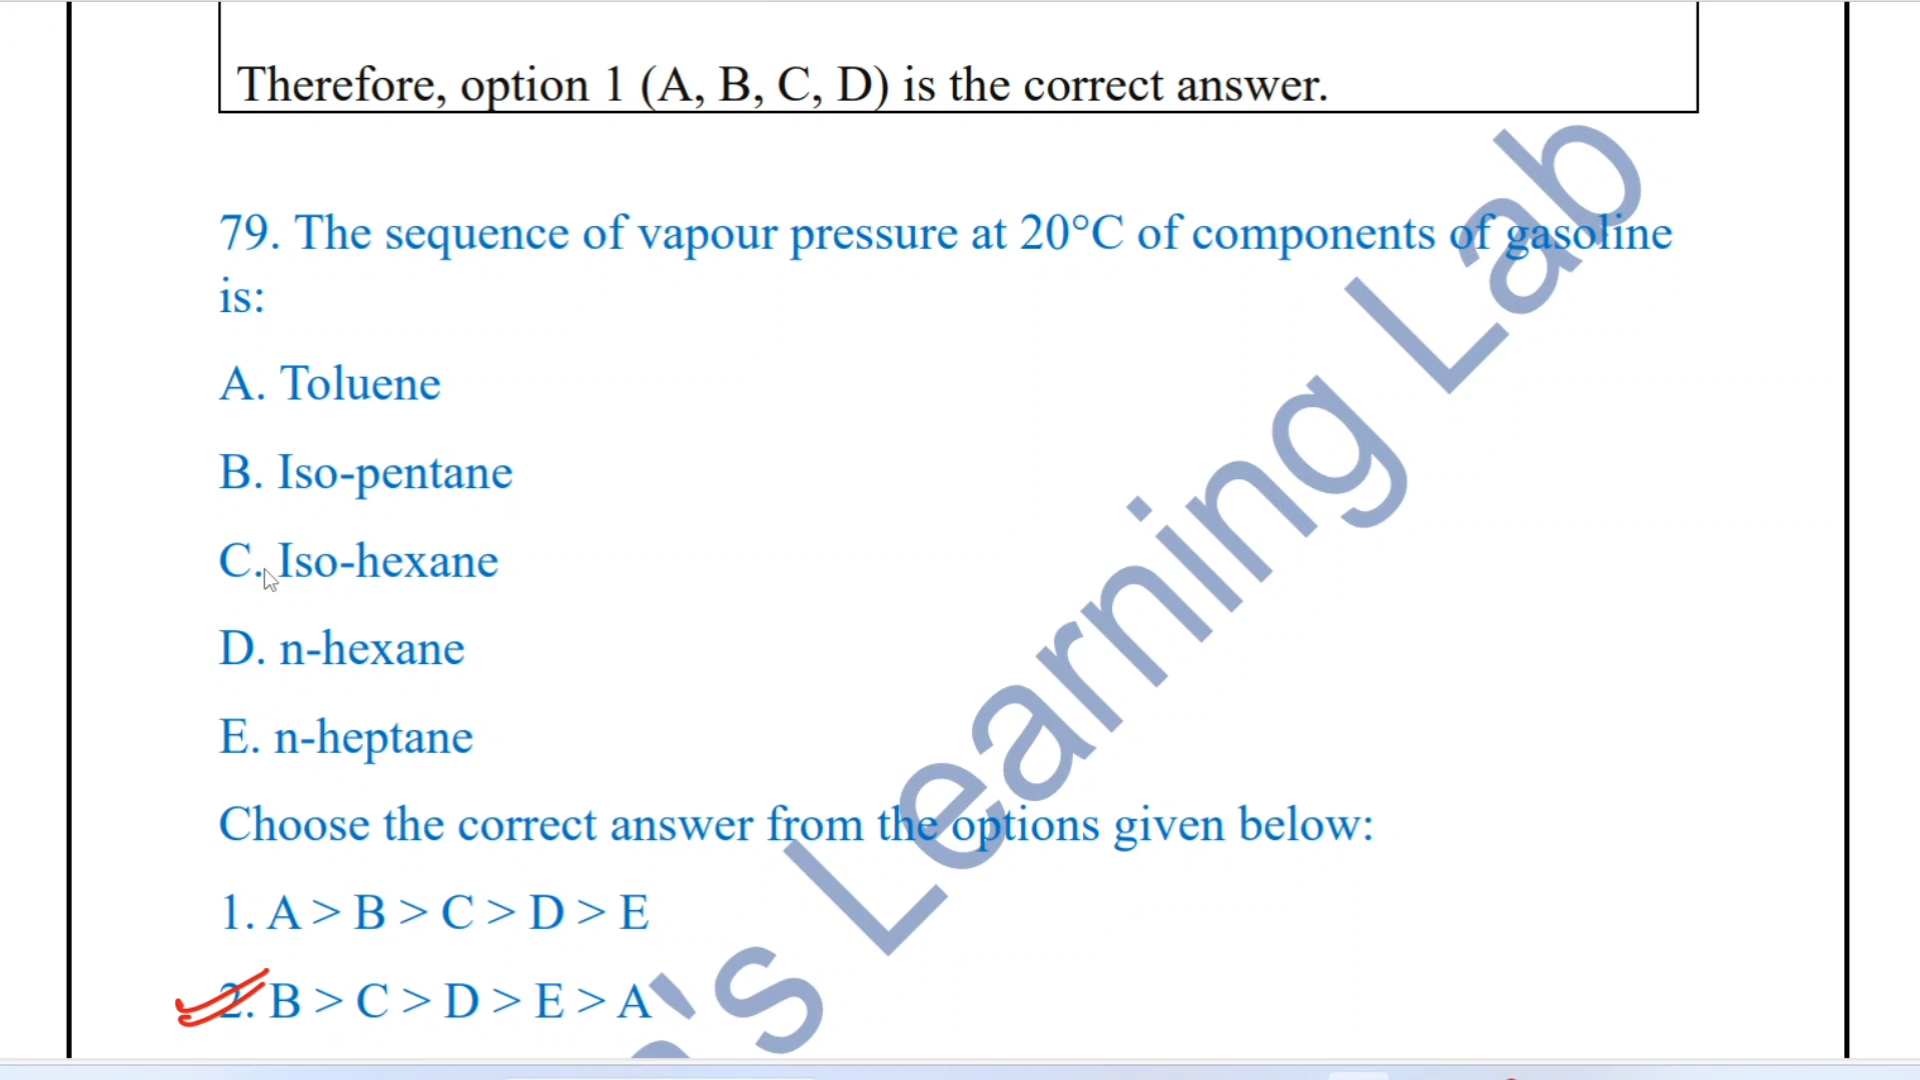 Therefore, option 1 (A, B, C, D) is the correct answer.
79. The sequence of vapour pressure at 20°C of components of gasoline
is:
A. Toluene
B. Iso-pentane
C. Iso-hexane
D. n-hexane
E. n-heptane
Choose the correct answer from the options given below:
1. A > B > C > D > E
2. B > C > D > E > A
's Learning Lab